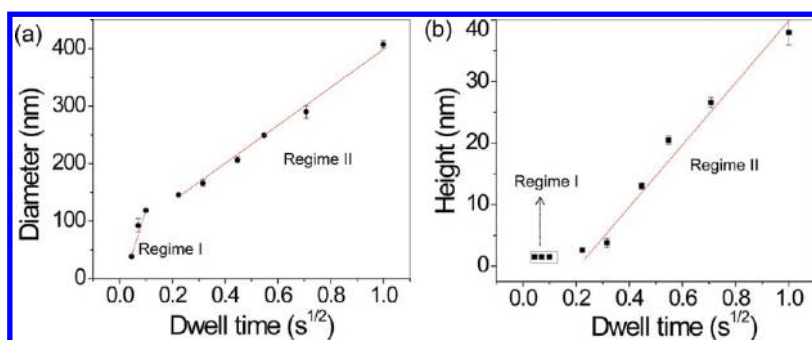 (a)
400
300
200
100
0
Diameter (nm)
Regime II
Regime I
0.0 0.2 0.4 0.6 0.8 1.0
Dwell time (s^1/2)
(b)
40
30
20
10
0
Height (nm)
Regime I
Regime II
0.0 0.2 0.4 0.6 0.8 1.0
Dwell time (s^1/2)